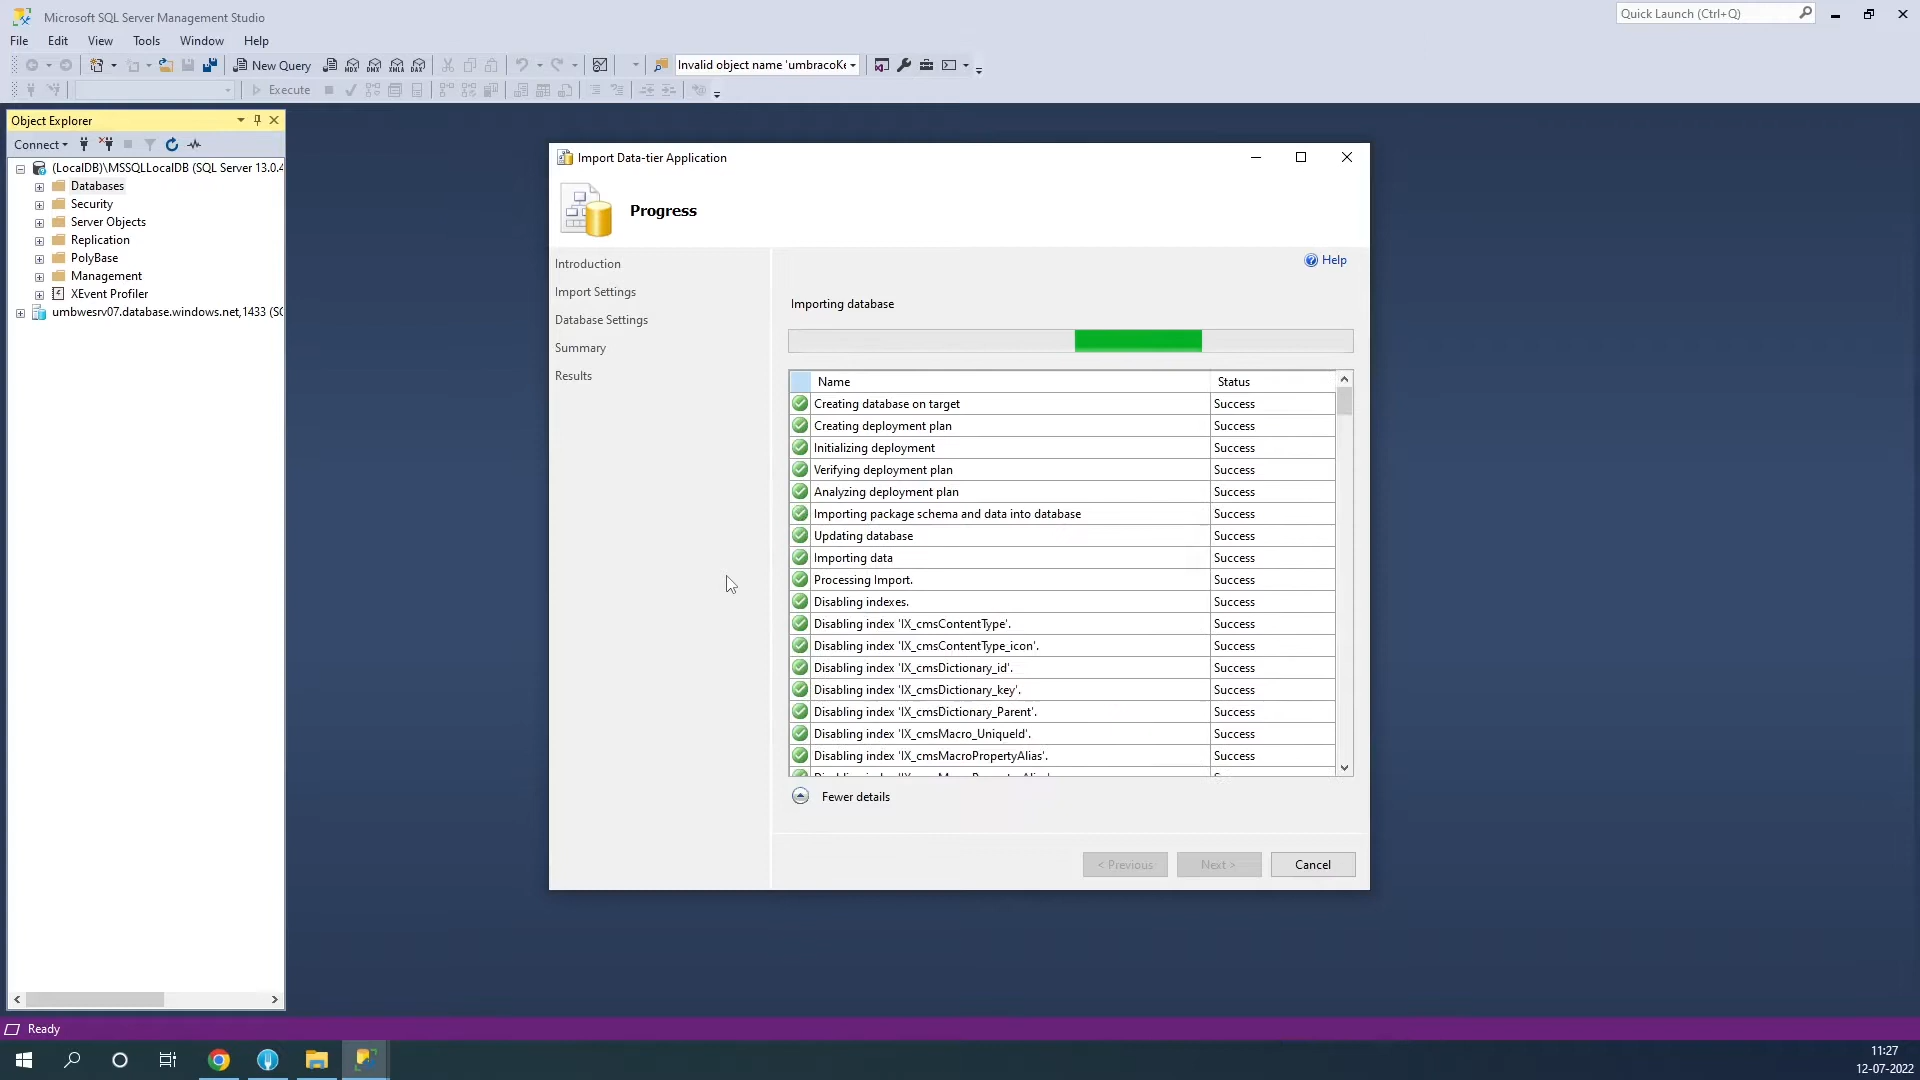 Microsoft SQL Server Management Studio
Quick Launch (Ctrl+Q)
File Edit View Tools Window Help
New Query
MDX DMX XMLA DAX
Invalid object name 'umbracoKe
Execute
Object Explorer
Connect
(LocalDB)\MSSQLLocalDB (SQL Server 13.0.4
Databases
Security
Server Objects
Replication
PolyBase
Management
XEvent Profiler
umbwesrv07.database.windows.net,1433 (SQ
Import Data-tier Application
Progress
Introduction
Import Settings
Database Settings
Summary
Results
Help
Importing database
Name Status
Creating database on target Success
Creating deployment plan Success
Initializing deployment Success
Verifying deployment plan Success
Analyzing deployment plan Success
Importing package schema and data into database Success
Updating database Success
Importing data Success
Processing Import. Success
Disabling indexes. Success
Disabling index 'IX_cmsContentType'. Success
Disabling index 'IX_cmsContentType_icon'. Success
Disabling index 'IX_cmsDictionary_id'. Success
Disabling index 'IX_cmsDictionary_key'. Success
Disabling index 'IX_cmsDictionary_Parent'. Success
Disabling index 'IX_cmsMacro_UniqueId'. Success
Disabling index 'IX_cmsMacroPropertyAlias'. Success
Fewer details
< Previous Next > Cancel
Ready
11:27
12-07-2022